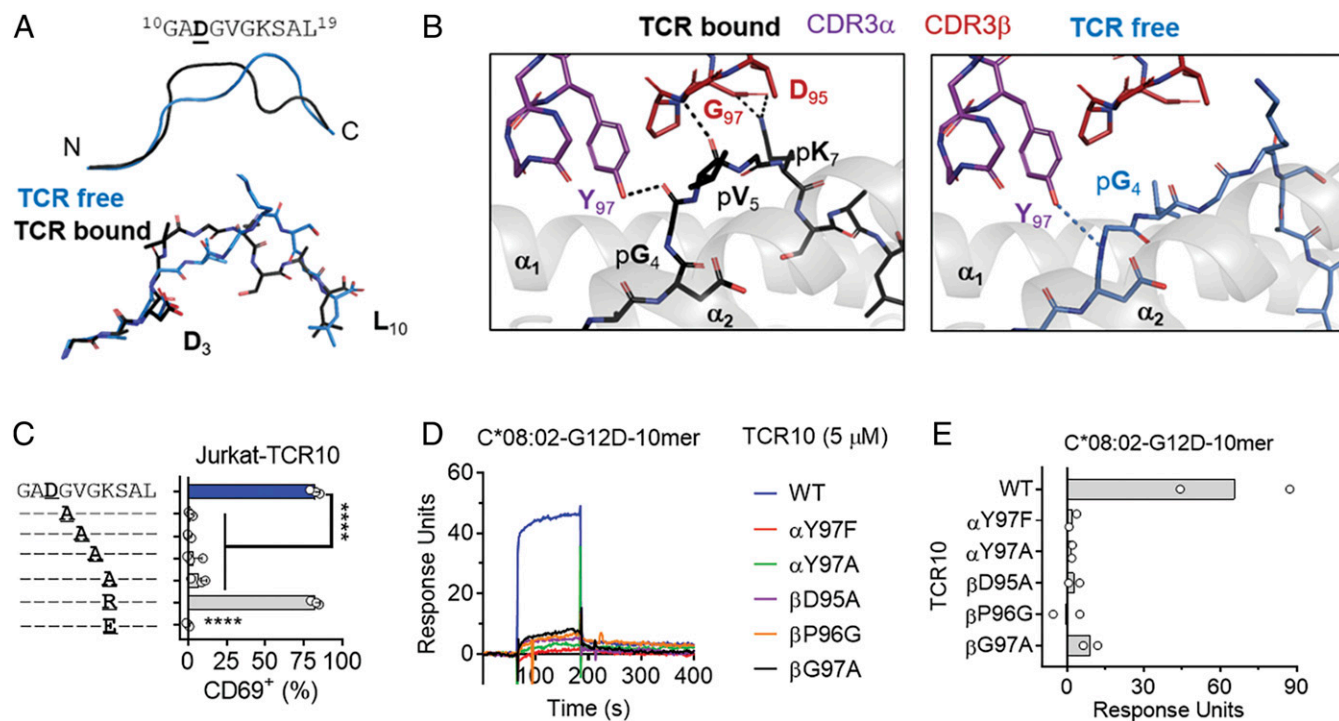 A
¹⁰GADGVGKSAL¹⁹
N
C
TCR free
TCR bound
D₃
L₁₀
B
TCR bound CDR3α CDR3β TCR free
D₉₅
G₉₇
pK₇
Y₉₇
pV₅
pG₄
α₁
α₂
pG₄
Y₉₇
α₁
α₂
C
Jurkat-TCR10
GADGVGKSAL
---A------
----A-----
-----A----
------A---
------R---
------E---
****
****
0 25 50 75 100
CD69⁺ (%)
D
C*08:02-G12D-10mer
TCR10 (5 μM)
Response Units
60
40
20
0
100 200 300 400
Time (s)
WT
αY97F
αY97A
βD95A
βP96G
βG97A
E
C*08:02-G12D-10mer
TCR10
WT
αY97F
αY97A
βD95A
βP96G
βG97A
0 30 60 90
Response Units